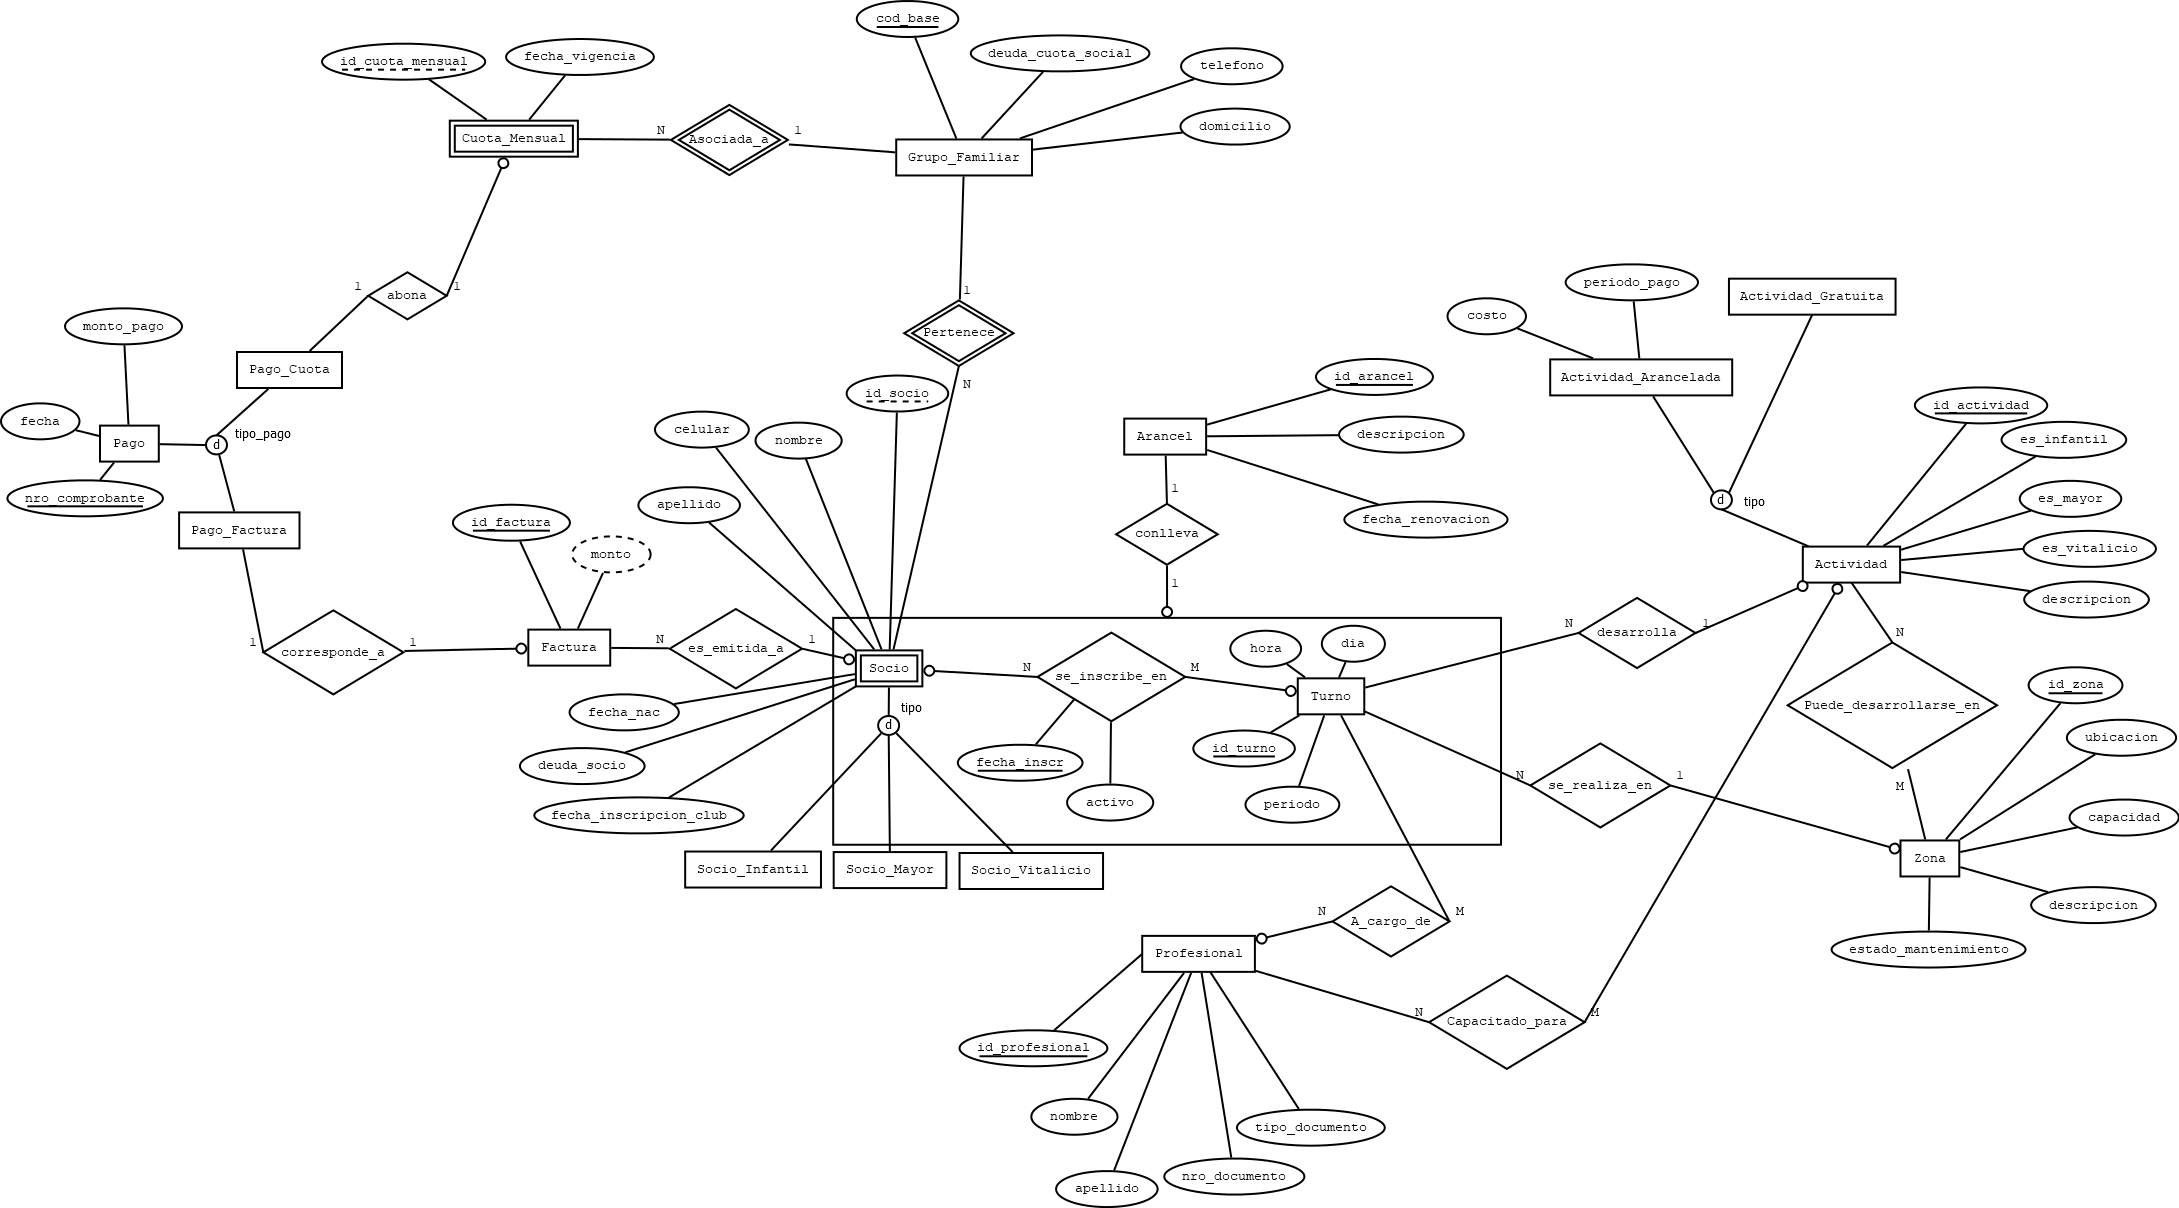 cod_base
deuda_cuota_social
telefono
domicilio
id_cuota_mensual
fecha_vigencia
Cuota_Mensual
N
Asociada_a
1
Grupo_Familiar
1
abona
1
1
Pertenece
N
monto_pago
Pago_Cuota
fecha
Pago
d
tipo_pago
nro_comprobante
Pago_Factura
id_socio
celular
nombre
apellido
id_factura
monto
1
corresponde_a
1
Factura
N
es_emitida_a
1
Socio
fecha_nac
deuda_socio
fecha_inscripcion_club
d
tipo
Socio_Infantil
Socio_Mayor
Socio_Vitalicio
N
se_inscribe_en
M
fecha_inscr
activo
Arancel
id_arancel
descripcion
fecha_renovacion
1
conlleva
1
hora
dia
Turno
id_turno
periodo
costo
periodo_pago
Actividad_Gratuita
Actividad_Arancelada
d
tipo
id_actividad
es_infantil
es_mayor
es_vitalicio
descripcion
Actividad
N
desarrolla
1
N
Puede_desarrollarse_en
M
N
se_realiza_en
1
id_zona
ubicacion
capacidad
descripcion
estado_mantenimiento
Zona
N
A_cargo_de
M
Profesional
N
Capacitado_para
M
id_profesional
nombre
apellido
nro_documento
tipo_documento